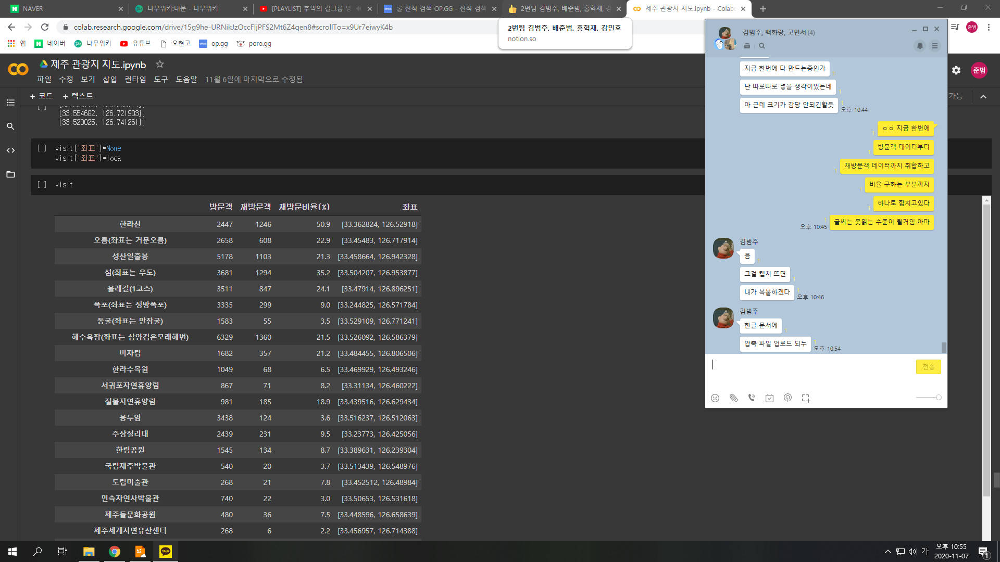 NAVER
나무위키:대문 - 나무위키
[PLAYLIST] 추억의 걸그룹 명
롤 전적 검색 OP.GG - 전적 검색
2번팀 김범주, 배준범, 홍혁재, 강
제주 관광지 지도.ipynb - Colab
colab.research.google.com/drive/15g9he-URNikJzOccFIjPFS2Mt6Z4qen8#scrollTo=x9Ur7eiwyK4b
2번팀 김범주, 배준범, 홍혁재, 강민호
notion.so
준범
앱
네이버
나무위키
유튜브
오현고
op.gg
poro.gg
제주 관광지 지도.ipynb
파일 수정 보기 삽입 런타임 도구 도움말 11월 6일에 마지막으로 수정됨
준범
+ 코드 + 텍스트
가능
[33.554682, 126.721903],
[33.520025, 126.741261]]
[ ] visit['좌표']=None
visit['좌표']=loca
[ ] visit
방문객 재방문객 재방문비율(%) 좌표
한라산 2447 1246 50.9 [33.362824, 126.52918]
오름(좌표는 거문오름) 2658 608 22.9 [33.45483, 126.717914]
성산일출봉 5178 1103 21.3 [33.458664, 126.942328]
섬(좌표는 우도) 3681 1294 35.2 [33.504207, 126.953877]
올레길(1코스) 3511 847 24.1 [33.47914, 126.896251]
폭포(좌표는 정방폭포) 3335 299 9.0 [33.244825, 126.571784]
동굴(좌표는 만장굴) 1583 55 3.5 [33.529109, 126.771241]
해수욕장(좌표는 삼양검은모래해변) 6329 1360 21.5 [33.526092, 126.586379]
비자림 1682 357 21.2 [33.484455, 126.806506]
한라수목원 1049 68 6.5 [33.469929, 126.493246]
서귀포자연휴양림 867 71 8.2 [33.31134, 126.460222]
절물자연휴양림 981 185 18.9 [33.439516, 126.629434]
용두암 3438 124 3.6 [33.516237, 126.512063]
주상절리대 2439 231 9.5 [33.23773, 126.425056]
한림공원 1545 134 8.7 [33.389631, 126.239304]
국립제주박물관 540 20 3.7 [33.513439, 126.548976]
도립미술관 268 21 7.8 [33.452512, 126.48984]
민속자연사박물관 740 22 3.0 [33.50653, 126.531618]
제주돌문화공원 480 36 7.5 [33.448596, 126.658639]
제주세계자연유산센터 268 6 2.2 [33.456957, 126.714388]
김범주, 백화랑, 고민서 (4)
지금 한번에 다 만드는중인가
1
난 따로따로 넣을 생각이었는데
1
아 근데 크기가 감당 안되긴할듯
1
오후 10:44
ㅇㅇ 지금 한번에
1
방문객 데이터부터
1
재방문객 데이터까지 취합하고
1
비율 구하는 부분까지
1
하나로 합치고있다
1
글씨는 못읽는 수준이 될거임 아마
1
오후 10:45
김범주
음
1
그걸 캡쳐 뜨면
1
내가 복붙하겠다
1
오후 10:46
김범주
한글 문서에
1
압축 파일 업로드 되누
1
오후 10:54
전송
TALK
가
오후 10:55
2020-11-07
1